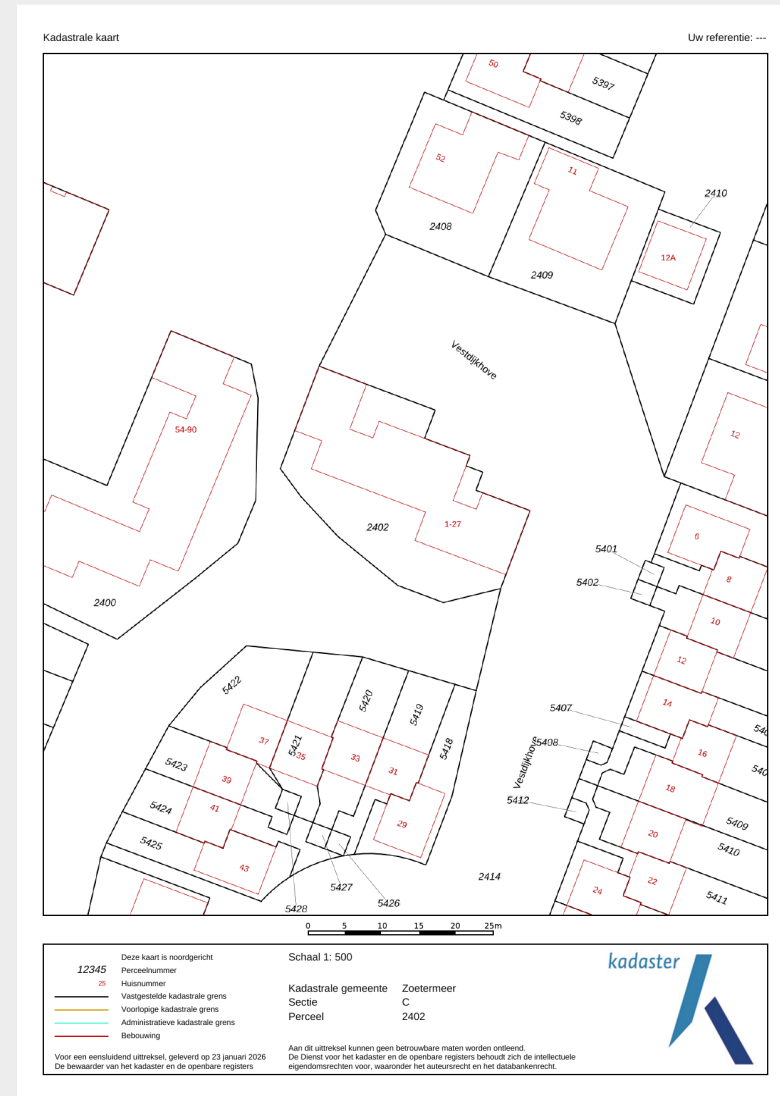 Kadastrale kaart
Uw referentie: ---
50
5397
5398
52
11
2410
2408
12A
2409
Vestdijkhove
54-90
12
2402
1-27
6
5401
8
5402
10
2400
12
5422
5420
14
5419
5407
37
5421
35
33
5418
5408
16
Vestdijkhove
5423
31
39
18
5412
5424
41
29
5409
20
5425
5410
43
2414
22
5427
24
5411
5426
5428
0 5 10 15 20 25m
Deze kaart is noordgericht
12345 Perceelnummer
25 Huisnummer
Vastgestelde kadastrale grens
Voorlopige kadastrale grens
Administratieve kadastrale grens
Bebouwing
Voor een eensluidend uittreksel, geleverd op 23 januari 2026
De bewaarder van het kadaster en de openbare registers
Schaal 1: 500
Kadastrale gemeente Zoetermeer
Sectie C
Perceel 2402
Aan dit uittreksel kunnen geen betrouwbare maten worden ontleend.
De Dienst voor het kadaster en de openbare registers behoudt zich de intellectuele
eigendomsrechten voor, waaronder het auteursrecht en het databankenrecht.
kadaster